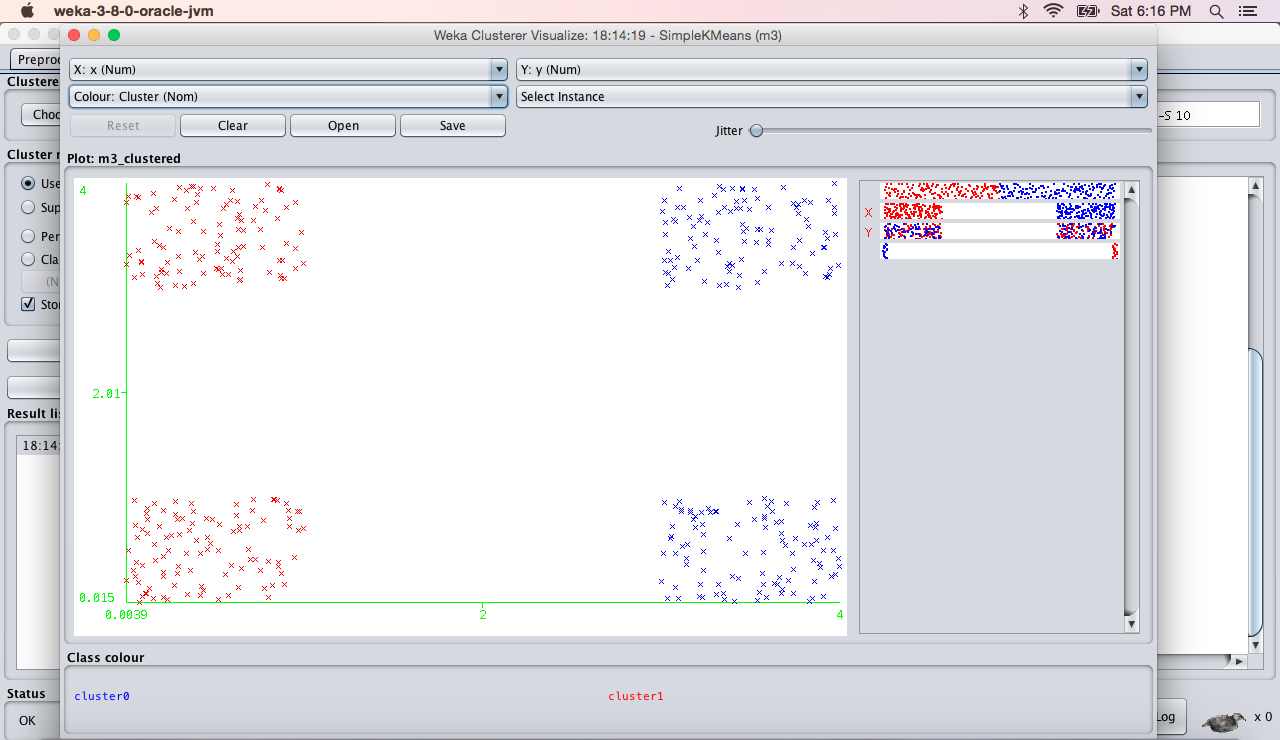 weka-3-8-0-oracle-jvm Sat 6:16 PM
Weka Clusterer Visualize: 18:14:19 - SimpleKMeans (m3)
Preproc
X: x (Num) Y: y (Num)
Clustere
Colour: Cluster (Nom) Select Instance
Choo Reset Clear Open Save Jitter -S 10
Cluster m Plot: m3_clustered
Use
Sup
Per
Cla
(N
Stor
4
X
Y
2.01
0.015
0.0039 2 4
Result lis
18:14:
Class colour
cluster0 cluster1
Status
OK Log x 0